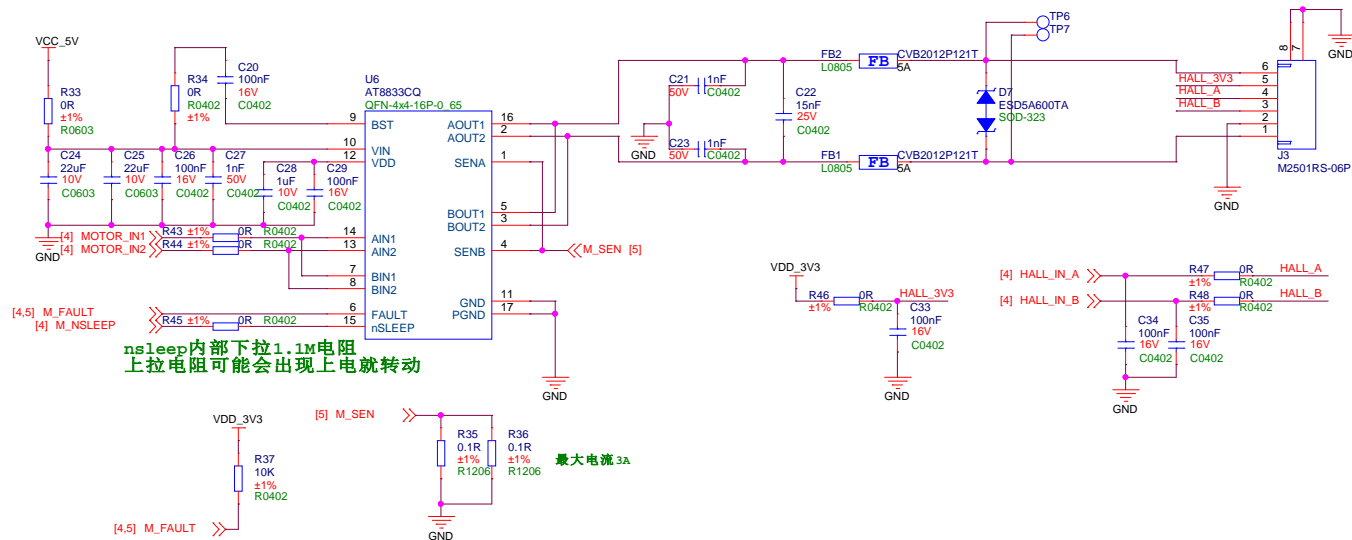 VCC_5V
R33
0R
±1%
R0603
R34
0R
R0402
±1%
C20
100nF
16V
C0402
C24
22uF
10V
C0603
C25
22uF
10V
C0603
C26
100nF
16V
C0402
C27
1nF
50V
C0402
C28
1uF
10V
C0402
C29
100nF
16V
C0402
GND
U6
AT8833CQ
QFN-4x4-16P-0_65
9 BST
10 VIN
12 VDD
14 AIN1
13 AIN2
7 BIN1
8 BIN2
6 FAULT
15 nSLEEP
AOUT1 16
AOUT2 2
SENA 1
BOUT1 5
BOUT2 3
SENB 4
GND 11
PGND 17
[4] MOTOR_IN1
R43 ±1% 0R R0402
[4] MOTOR_IN2
R44 ±1% 0R R0402
[4,5] M_FAULT
[4] M_NSLEEP
R45 ±1% 0R R0402
nsleep内部下拉1.1M电阻
上拉电阻可能会出现上电就转动
M_SEN [5]
GND
C21 1nF
50V C0402
GND
C23 1nF
50V C0402
C22
15nF
25V
C0402
FB2 FB CVB2012P121T
L0805 5A
FB1 FB CVB2012P121T
L0805 5A
D7
ESD5A600TA
SOD-323
TP6
TP7
GND
8
7
6
HALL_3V3 5
HALL_A 4
HALL_B 3
2
1
J3
M2501RS-06P
GND
VDD_3V3
R46 0R HALL_3V3
±1% R0402
C33
100nF
16V
C0402
GND
[4] HALL_IN_A
R47 0R HALL_A
±1% R0402
[4] HALL_IN_B
R48 0R HALL_B
±1% R0402
C34
100nF
16V
C0402
C35
100nF
16V
C0402
GND
VDD_3V3
R37
10K
±1%
R0402
[4,5] M_FAULT
[5] M_SEN
R35
0.1R
±1%
R1206
R36
0.1R
±1%
R1206
最大电流3A
GND